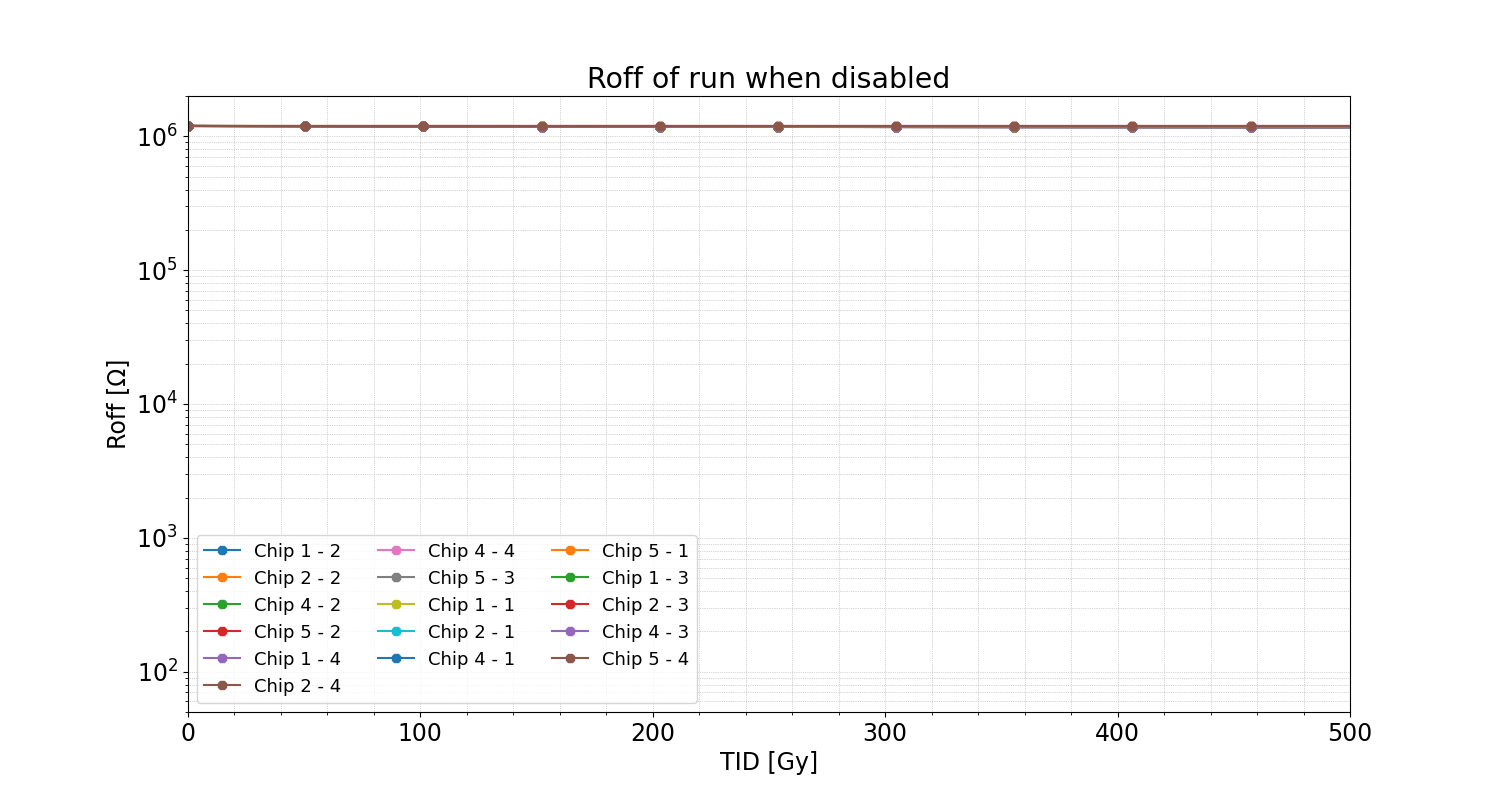 Roff of run when disabled
10^6
10^5
10^4
10^3
10^2
Roff [Ω]
Chip 1 - 2
Chip 2 - 2
Chip 4 - 2
Chip 5 - 2
Chip 1 - 4
Chip 2 - 4
Chip 4 - 4
Chip 5 - 3
Chip 1 - 1
Chip 2 - 1
Chip 4 - 1
Chip 5 - 1
Chip 1 - 3
Chip 2 - 3
Chip 4 - 3
Chip 5 - 4
0 100 200 300 400 500
TID [Gy]